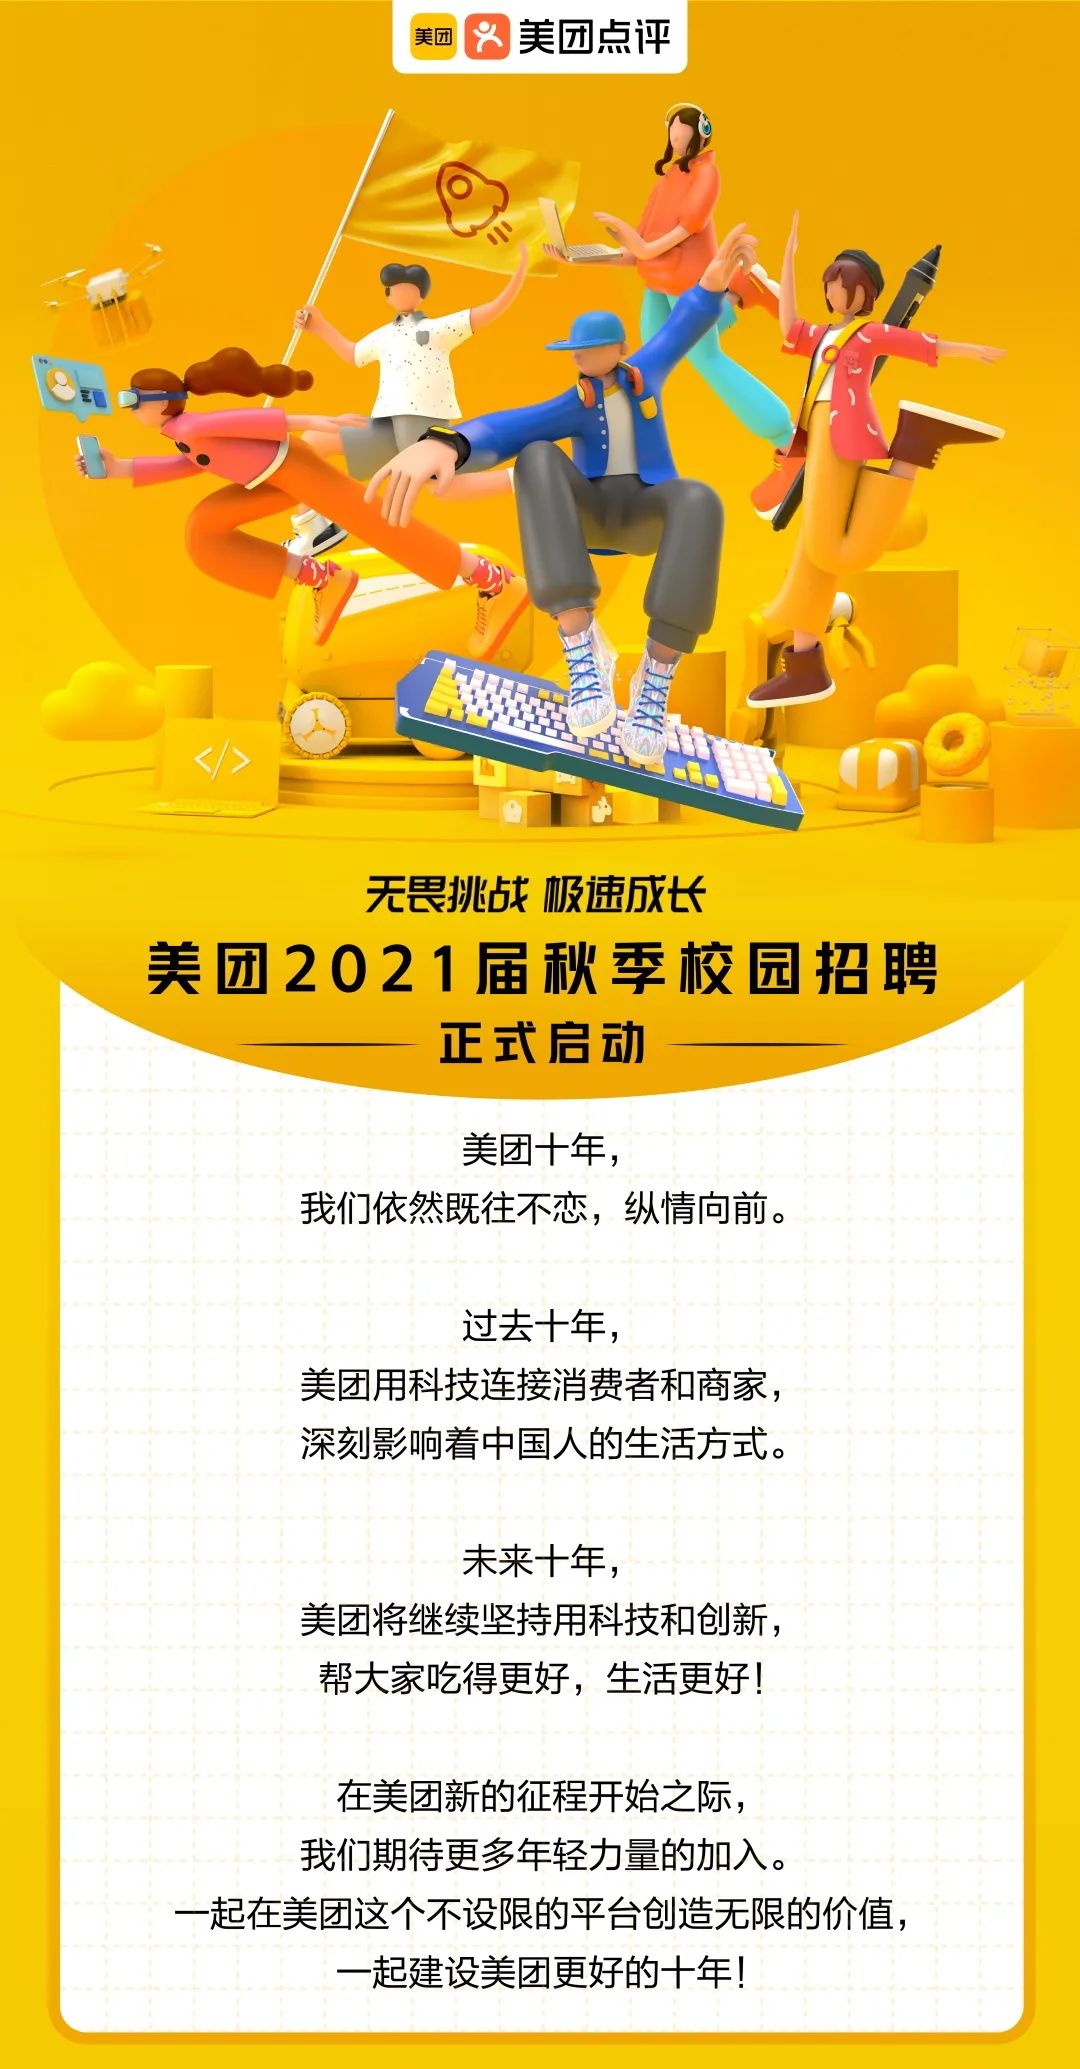 美团 美团点评
</>
无畏挑战 极速成长
美团2021届秋季校园招聘
正式启动
美团十年，
我们依然既往不恋，纵情向前。
过去十年，
美团用科技连接消费者和商家，
深刻影响着中国人的生活方式。
未来十年，
美团将继续坚持用科技和创新，
帮大家吃得更好，生活更好！
在美团新的征程开始之际，
我们期待更多年轻力量的加入。
一起在美团这个不设限的平台创造无限的价值，
一起建设美团更好的十年！